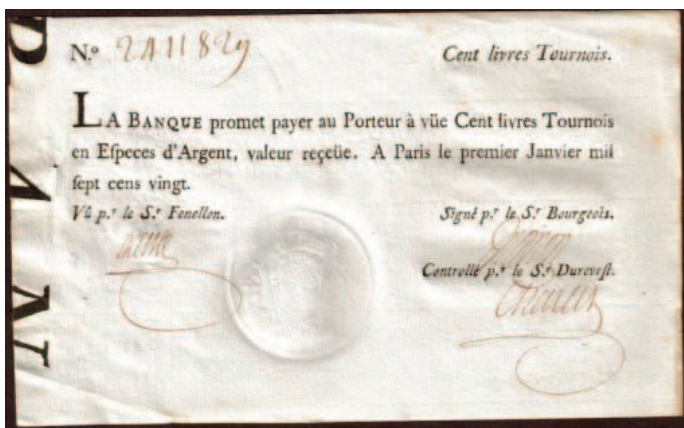 N.º 2411829 Cent livres Tournois.
LA BANQUE promet payer au Porteur à vüe Cent livres Tournois
en Especes d'Argent, valeur reçeüe. A Paris le premier Janvier mil
sept cens vingt.
Vû p.r le S.r Fenellon. Signé p.r le S.r Bourgeois.
Controllé p.r le S.r Durevest.